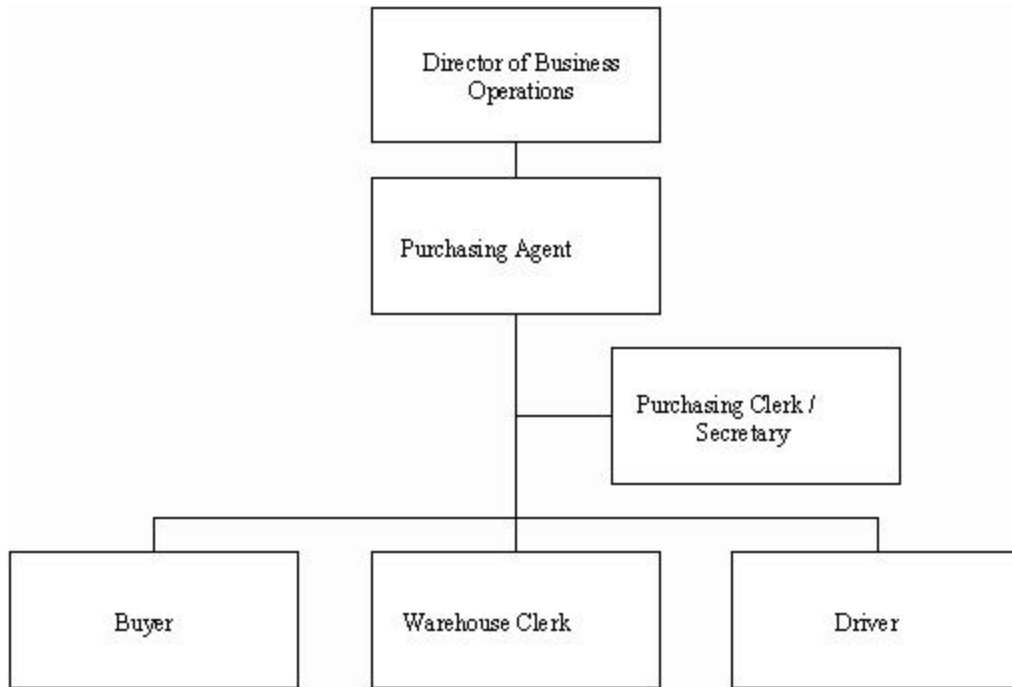 Director of Business
Operations
Purchasing Agent
Purchasing Clerk /
Secretary
Buyer
Warehouse Clerk
Driver